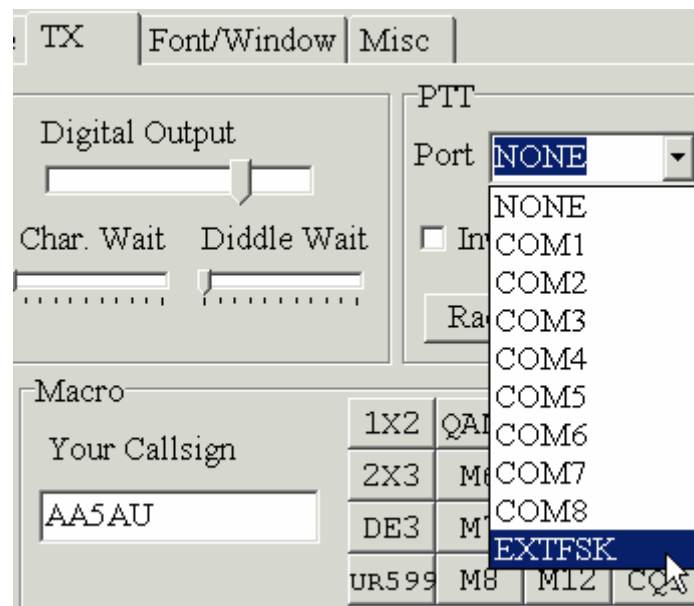 TX Font/Window Misc
Digital Output
Char. Wait Diddle Wait
PTT
Port NONE
NONE
COM1
COM2
COM3
COM4
COM5
COM6
COM7
COM8
EXTFSK
Macro
Your Callsign
AA5AU
1X2
2X3
DE3
UR599 M8 M12